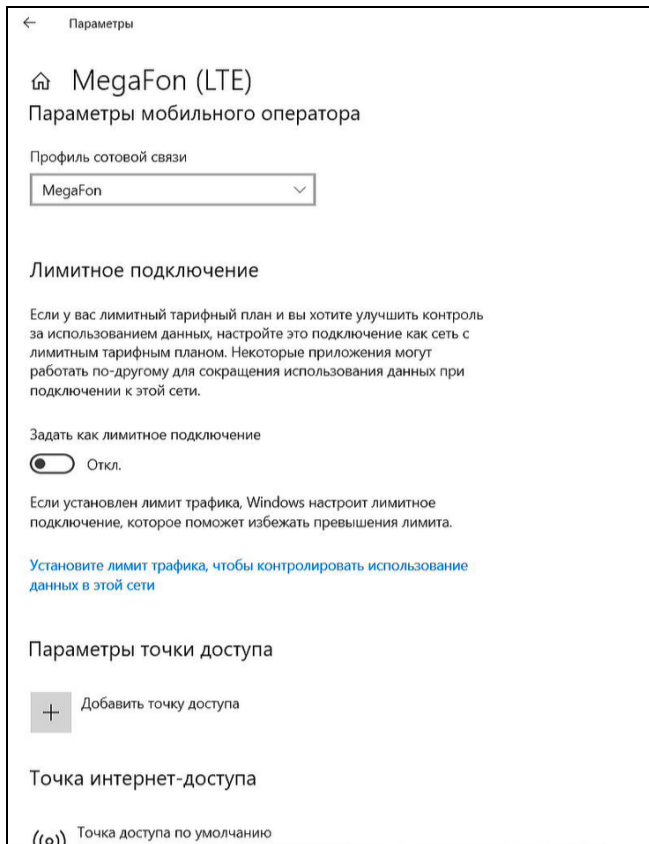 Параметры
MegaFon (LTE)
Параметры мобильного оператора
Профиль сотовой связи
MegaFon
Лимитное подключение
Если у вас лимитный тарифный план и вы хотите улучшить контроль
за использованием данных, настройте это подключение как сеть с
лимитным тарифным планом. Некоторые приложения могут
работать по-другому для сокращения использования данных при
подключении к этой сети.
Задать как лимитное подключение
Откл.
Если установлен лимит трафика, Windows настроит лимитное
подключение, которое поможет избежать превышения лимита.
Установите лимит трафика, чтобы контролировать использование
данных в этой сети
Параметры точки доступа
Добавить точку доступа
Точка интернет-доступа
Точка доступа по умолчанию